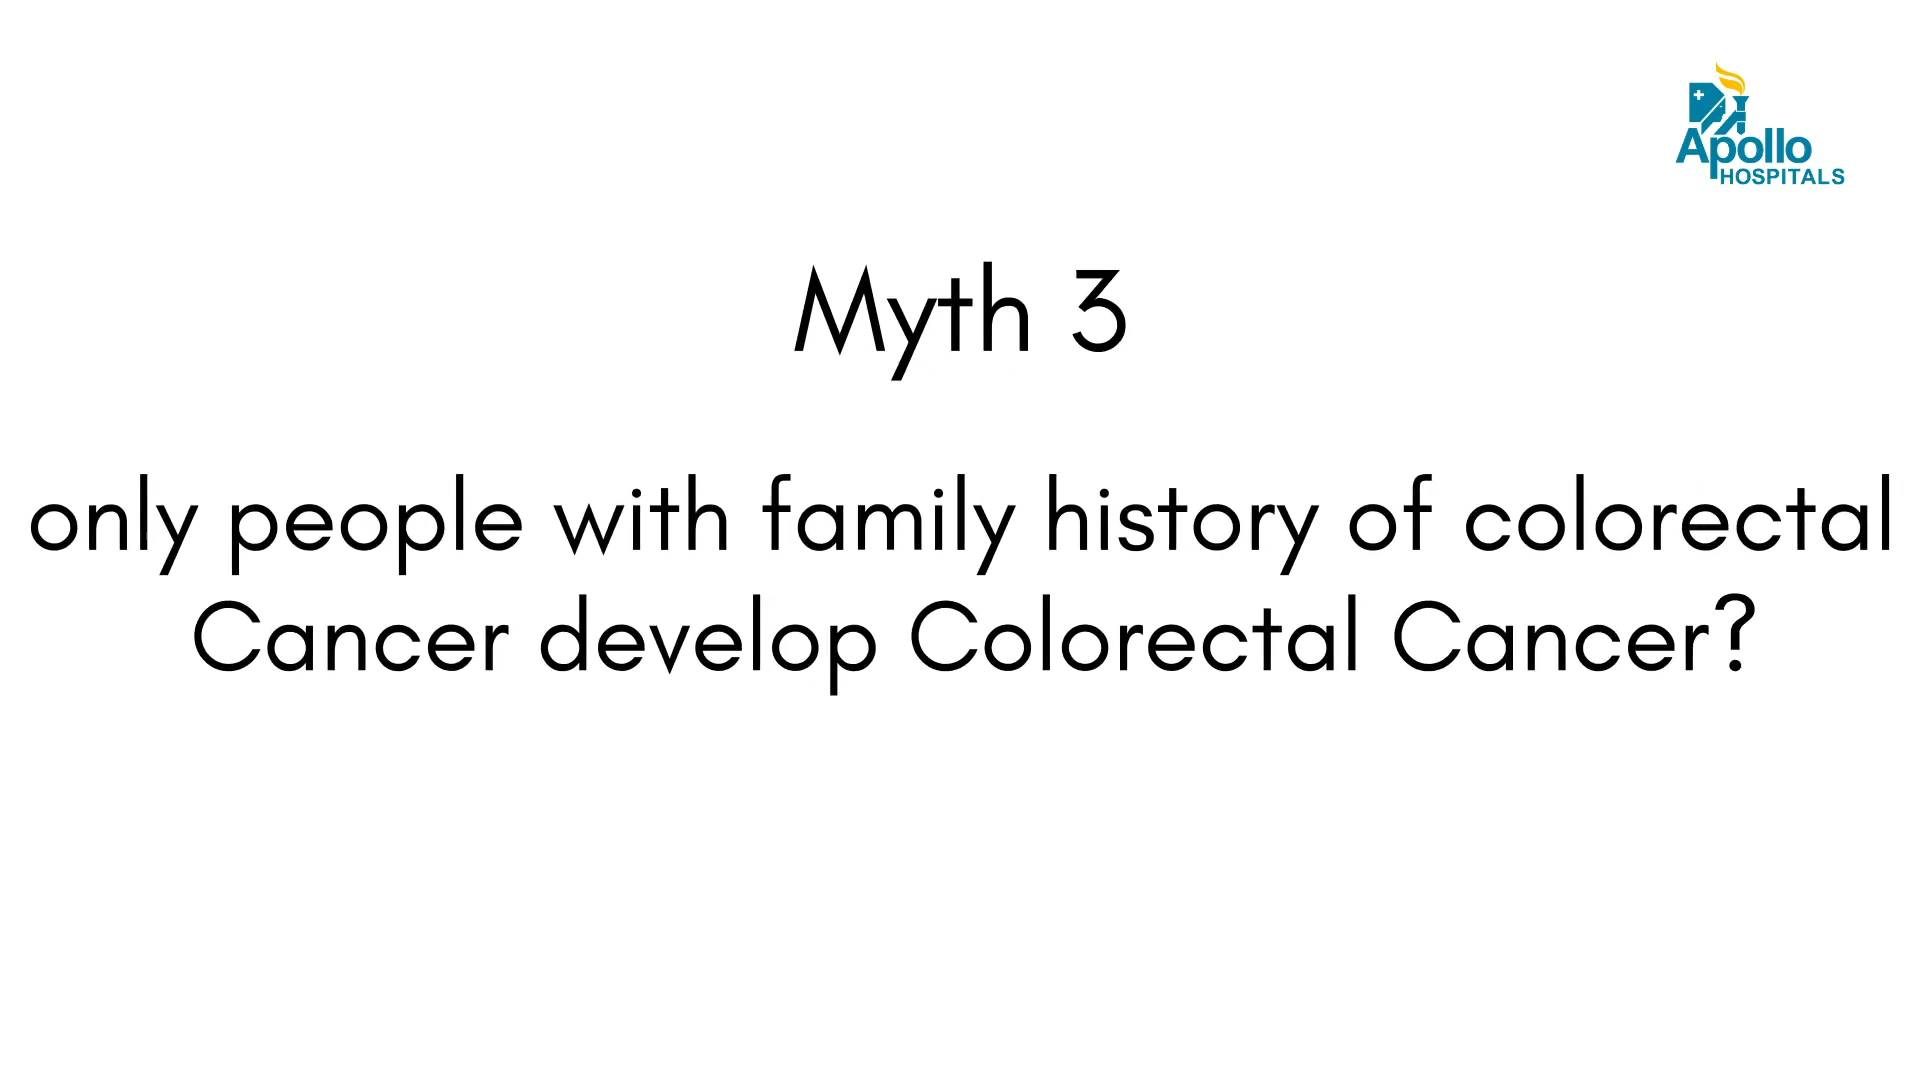 Apollo
HOSPITALS
Myth 3
only people with family history of colorectal
Cancer develop Colorectal Cancer?